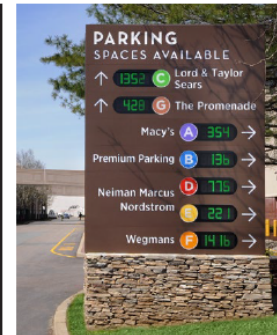 PARKING
SPACES AVAILABLE
↑ 1352 C Lord & Taylor
Sears
↑ 428 G The Promenade
Macy's A 354 →
Premium Parking B 136 →
Neiman Marcus D 775 →
Nordstrom E 221 →
Wegmans F 1416 →